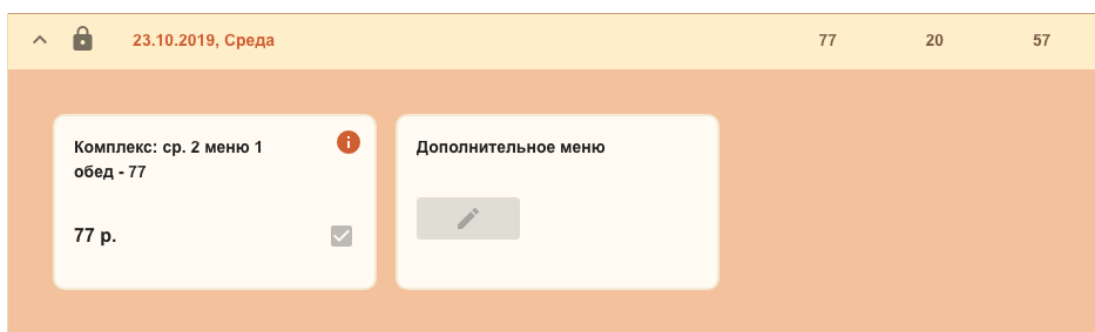 23.10.2019, Среда 77 20 57
Комплекс: ср. 2 меню 1
обед - 77
77 р.
Дополнительное меню